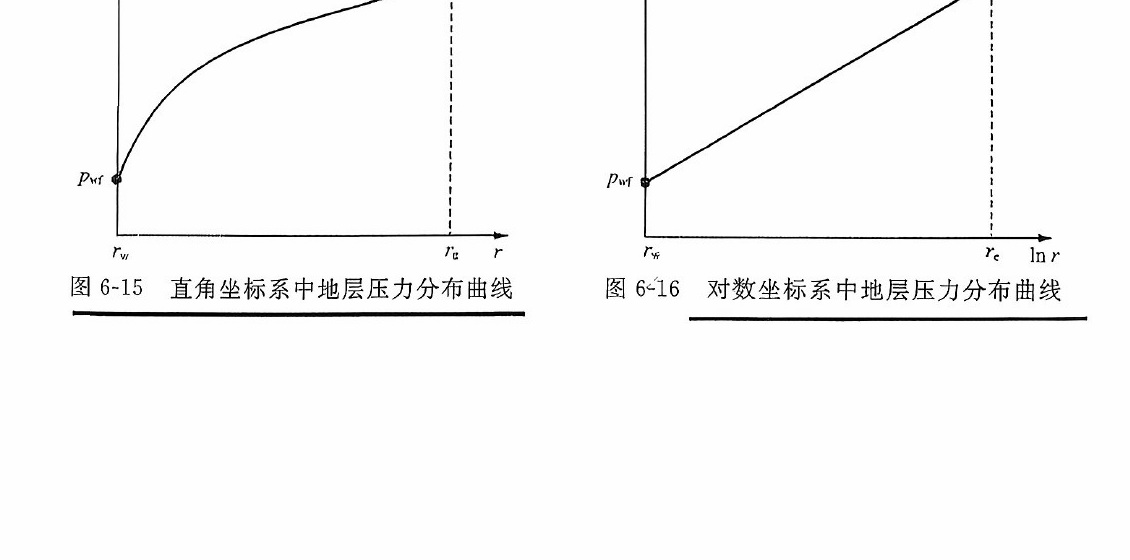 p_wf
p_wf
r_w
r_e
r
r_w
r_e
ln r
图 6-15 直角坐标系中地层压力分布曲线
图 6-16 对数坐标系中地层压力分布曲线